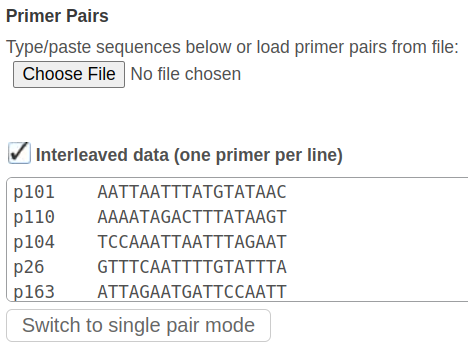 Primer Pairs
Type/paste sequences below or load primer pairs from file:
Choose File No file chosen
Interleaved data (one primer per line)
p101 AATTAATTTATGTATAAC
p110 AAAATAGACTTTATAAGT
p104 TCCAAATTAATTTAGAAT
p26 GTTTCAATTTTGTATTTA
p163 ATTAGAATGATTCCAATT
Switch to single pair mode